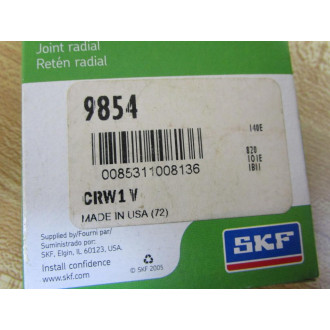 Joint radial
Retén radial
9854
140E
820
101E
1811
0085311008136
CRW1 V
MADE IN USA (72)
Supplied by/Fourni par/
Suministrado por:
SKF, Elgin, IL 60123, USA.
Install confidence
www.skf.com
© SKF 2005
SKF